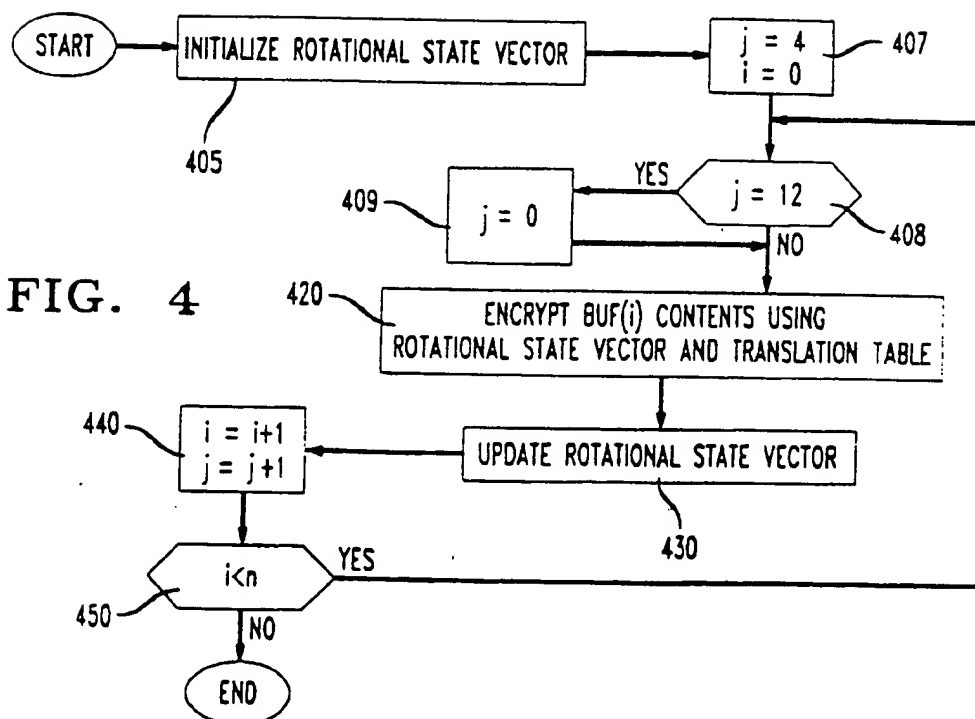 START
INITIALIZE ROTATIONAL STATE VECTOR
405
j = 4
i = 0
407
YES
j = 12
408
409
j = 0
NO
FIG. 4
420
ENCRYPT BUF(i) CONTENTS USING
ROTATIONAL STATE VECTOR AND TRANSLATION TABLE
440
i = i+1
j = j+1
UPDATE ROTATIONAL STATE VECTOR
430
i<n
YES
450
NO
END